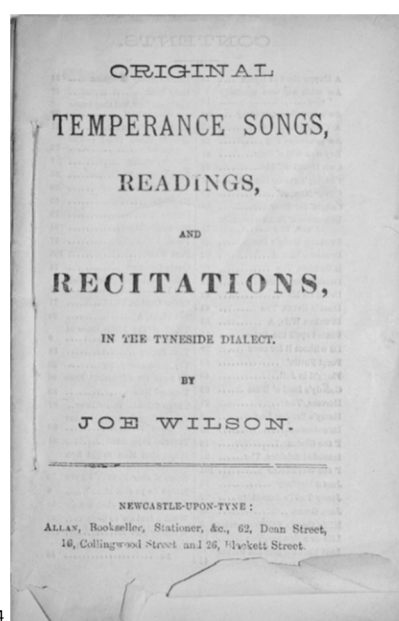 ORIGINAL
TEMPERANCE SONGS,
READINGS,
AND
RECITATIONS,
IN THE TYNESIDE DIALECT.
BY
JOE WILSON.
NEWCASTLE-UPON-TYNE:
ALLAN, Bookseller, Stationer, &c., 62, Dean Street,
16, Collingwood Street and 26, Blackett Street.
4